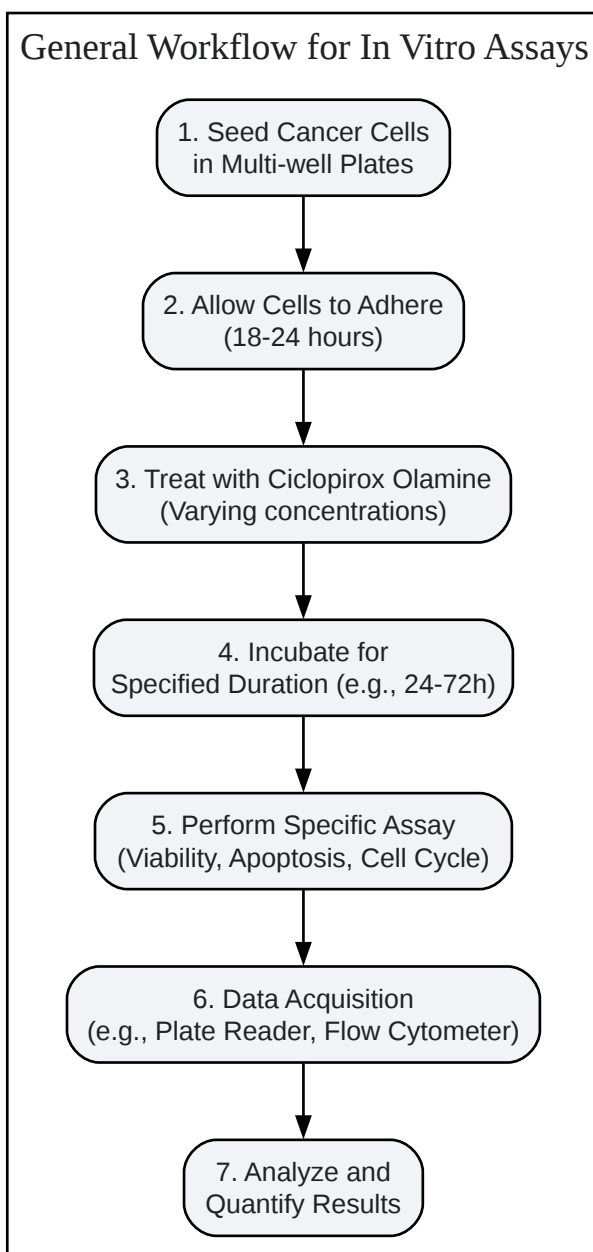 General Workflow for In Vitro Assays
1. Seed Cancer Cells
in Multi-well Plates
2. Allow Cells to Adhere
(18-24 hours)
3. Treat with Ciclopirox Olamine
(Varying concentrations)
4. Incubate for
Specified Duration (e.g., 24-72h)
5. Perform Specific Assay
(Viability, Apoptosis, Cell Cycle)
6. Data Acquisition
(e.g., Plate Reader, Flow Cytometer)
7. Analyze and
Quantify Results